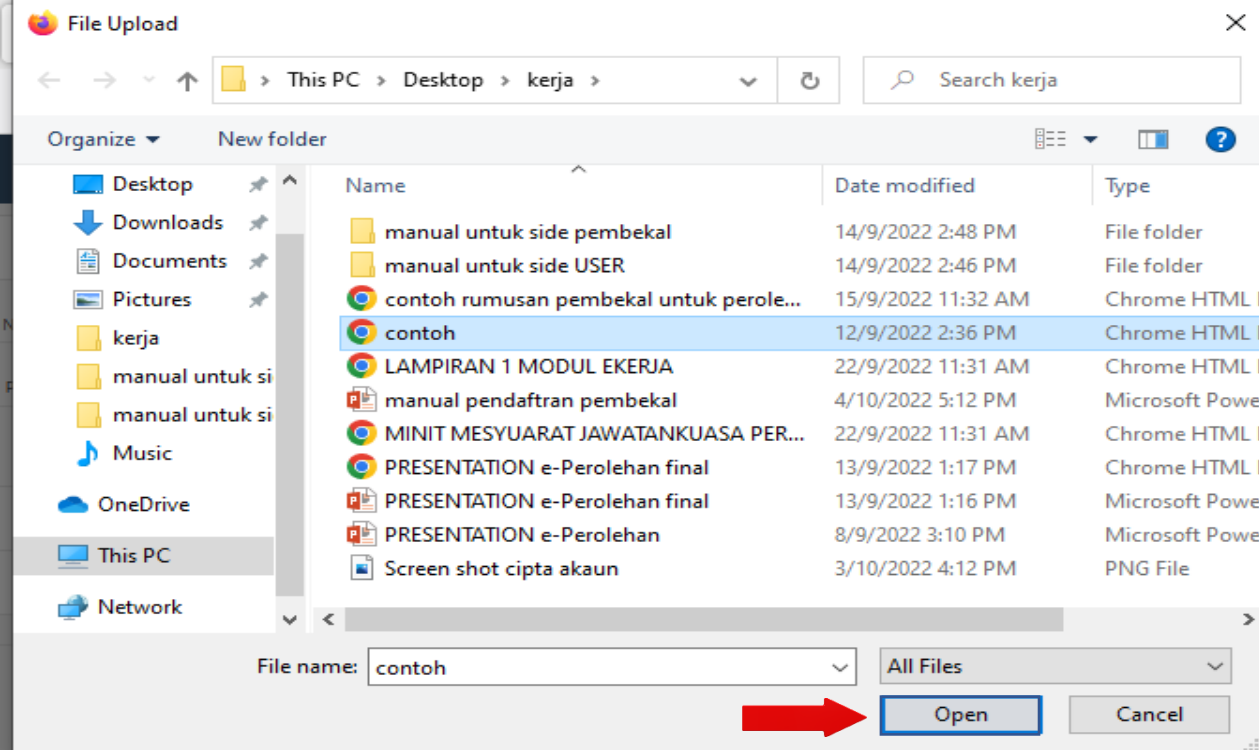 File Upload
This PC > Desktop > kerja >
Search kerja
Organize
New folder
?
Desktop
Downloads
Documents
Pictures
kerja
manual untuk si
manual untuk si
Music
OneDrive
This PC
Network
Name Date modified Type
manual untuk side pembekal 14/9/2022 2:48 PM File folder
manual untuk side USER 14/9/2022 2:46 PM File folder
contoh rumusan pembekal untuk perole... 15/9/2022 11:32 AM Chrome HTML
contoh 12/9/2022 2:36 PM Chrome HTML
LAMPIRAN 1 MODUL EKERJA 22/9/2022 11:31 AM Chrome HTML
manual pendaftran pembekal 4/10/2022 5:12 PM Microsoft Powe
MINIT MESYUARAT JAWATANKUASA PER... 22/9/2022 11:31 AM Chrome HTML
PRESENTATION e-Perolehan final 13/9/2022 1:17 PM Chrome HTML
PRESENTATION e-Perolehan final 13/9/2022 1:16 PM Microsoft Powe
PRESENTATION e-Perolehan 8/9/2022 3:10 PM Microsoft Powe
Screen shot cipta akaun 3/10/2022 4:12 PM PNG File
File name: contoh
All Files
Open
Cancel